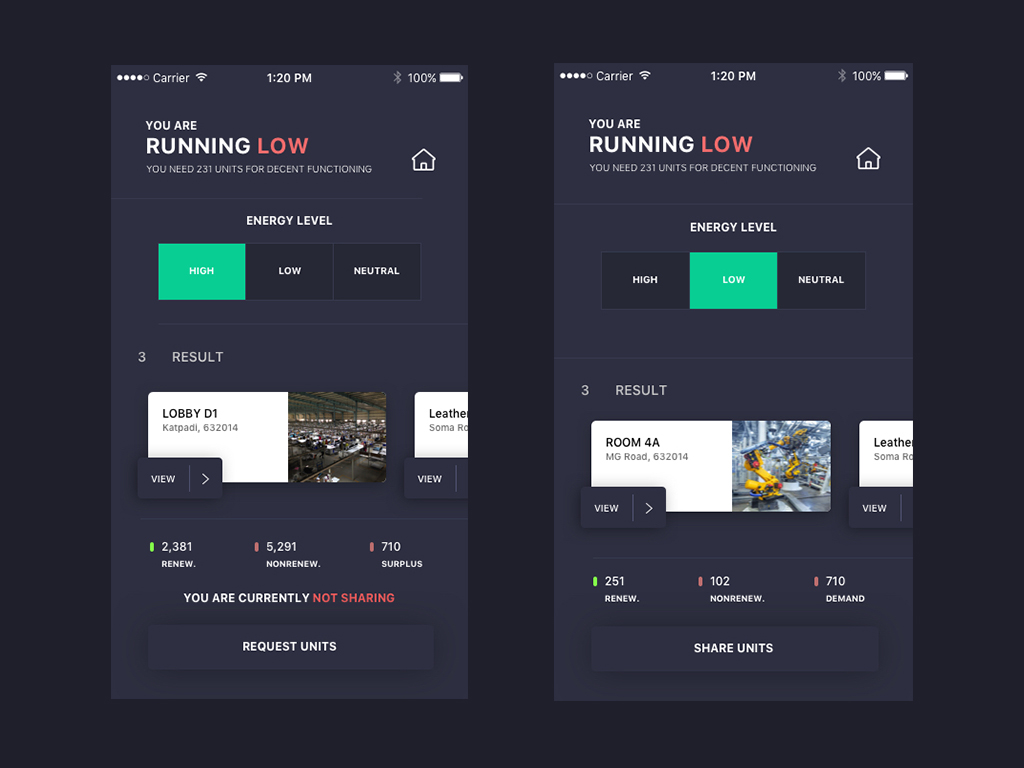 Carrier 1:20 PM 100%
YOU ARE
RUNNING LOW
YOU NEED 231 UNITS FOR DECENT FUNCTIONING
ENERGY LEVEL
HIGH LOW NEUTRAL
3 RESULT
LOBBY D1
Katpadi, 632014
VIEW
Leather
Soma Ro
VIEW
2,381 5,291 710
RENEW. NONRENEW. SURPLUS
YOU ARE CURRENTLY NOT SHARING
REQUEST UNITS
Carrier 1:20 PM 100%
YOU ARE
RUNNING LOW
YOU NEED 231 UNITS FOR DECENT FUNCTIONING
ENERGY LEVEL
HIGH LOW NEUTRAL
3 RESULT
ROOM 4A
MG Road, 632014
VIEW
Leather
Soma Ro
VIEW
251 102 710
RENEW. NONRENEW. DEMAND
SHARE UNITS